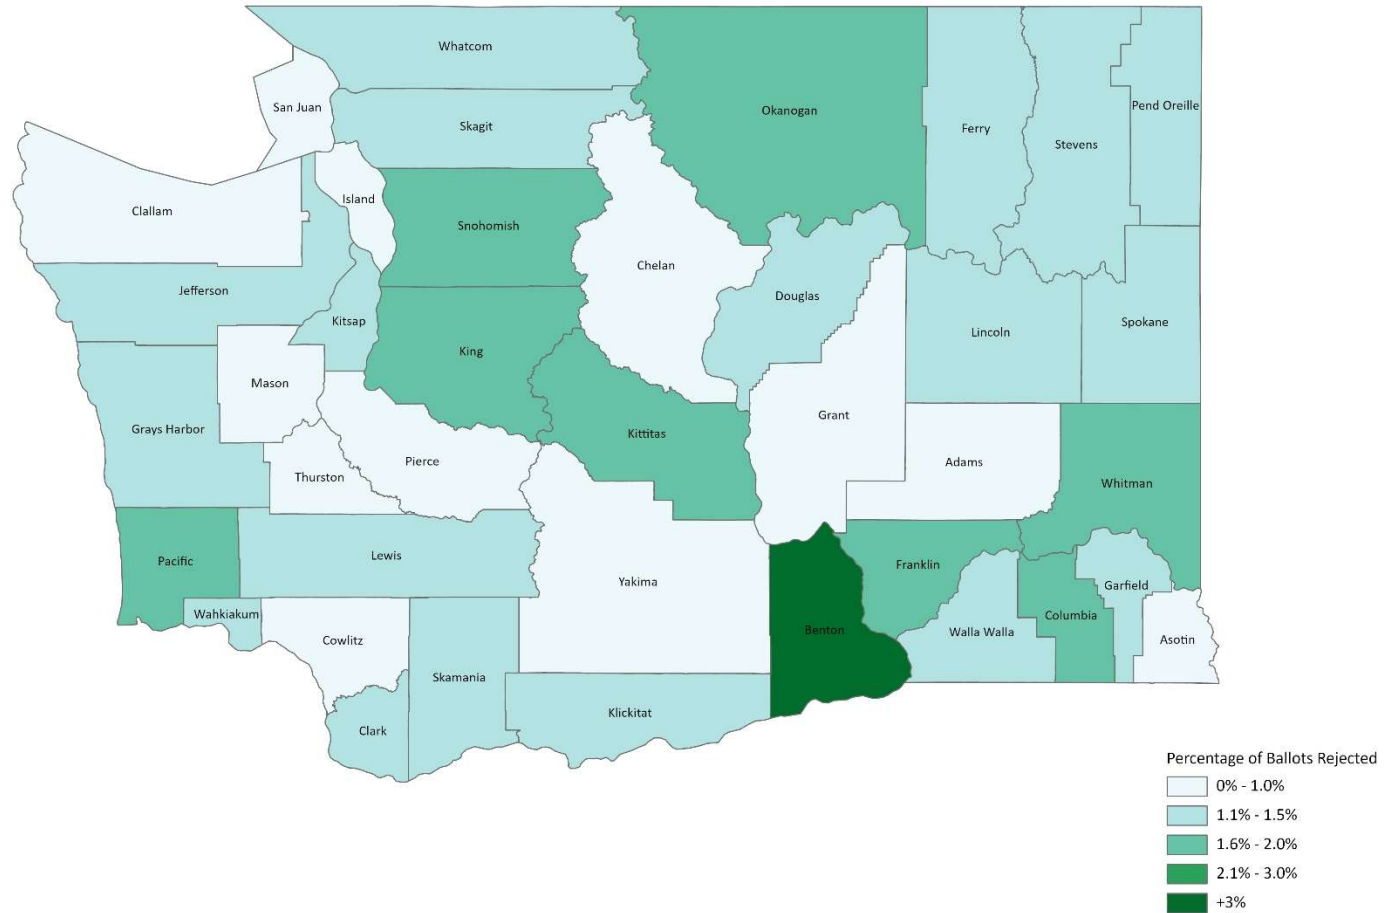 Whatcom
San Juan
Skagit
Okanogan
Ferry
Stevens
Pend Oreille
Clallam
Island
Snohomish
Chelan
Jefferson
Kitsap
Douglas
Lincoln
Spokane
King
Mason
Grays Harbor
Kittitas
Grant
Thurston
Pierce
Adams
Whitman
Pacific
Lewis
Yakima
Franklin
Garfield
Wahkiakum
Cowlitz
Benton
Walla Walla
Columbia
Asotin
Skamania
Klickitat
Clark
Percentage of Ballots Rejected
0% - 1.0%
1.1% - 1.5%
1.6% - 2.0%
2.1% - 3.0%
+3%